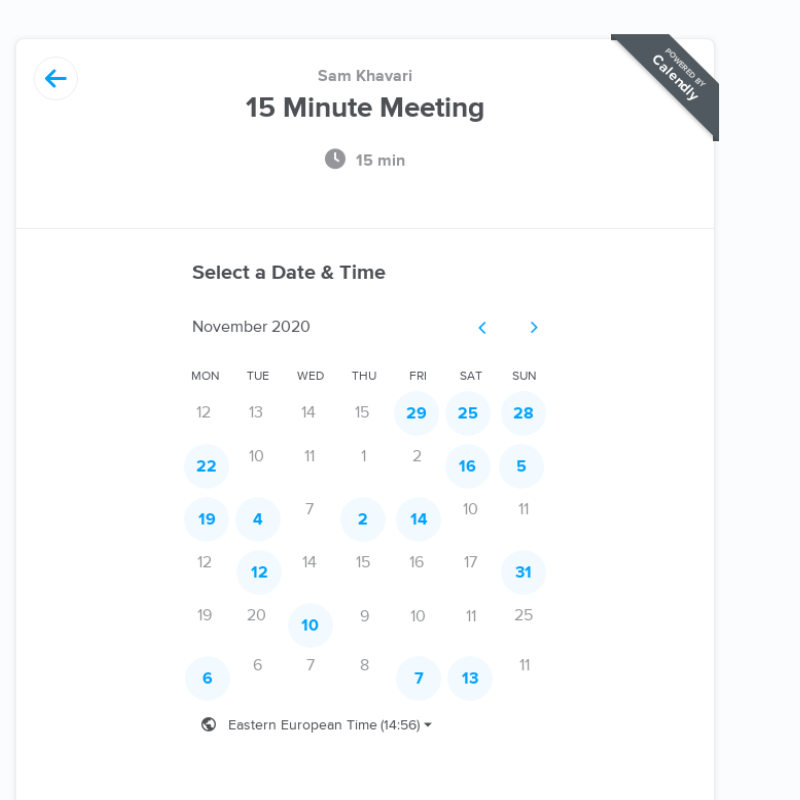 POWERED BY
Calendly
Sam Khavari
15 Minute Meeting
15 min
Select a Date & Time
November 2020
MON TUE WED THU FRI SAT SUN
12 13 14 15 29 25 28
22 10 11 1 2 16 5
19 4 7 2 14 10 11
12 12 14 15 16 17 31
19 20 10 9 10 11 25
6 6 7 8 7 13 11
Eastern European Time (14:56)